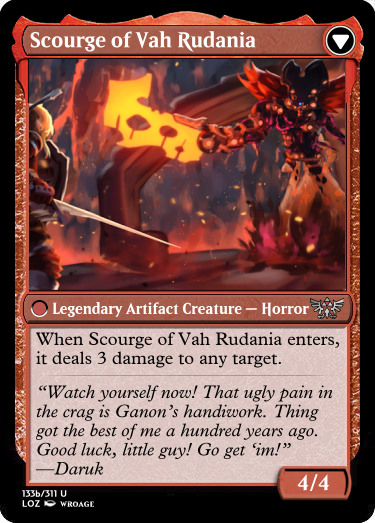 Scourge of Vah Rudania
Legendary Artifact Creature — Horror
When Scourge of Vah Rudania enters,
it deals 3 damage to any target.
“Watch yourself now! That ugly pain in
the crag is Ganon’s handiwork. Thing
got the best of me a hundred years ago.
Good luck, little guy! Go get ‘im!”
—Daruk
4/4
133b/311 U
LOZ WROAGE